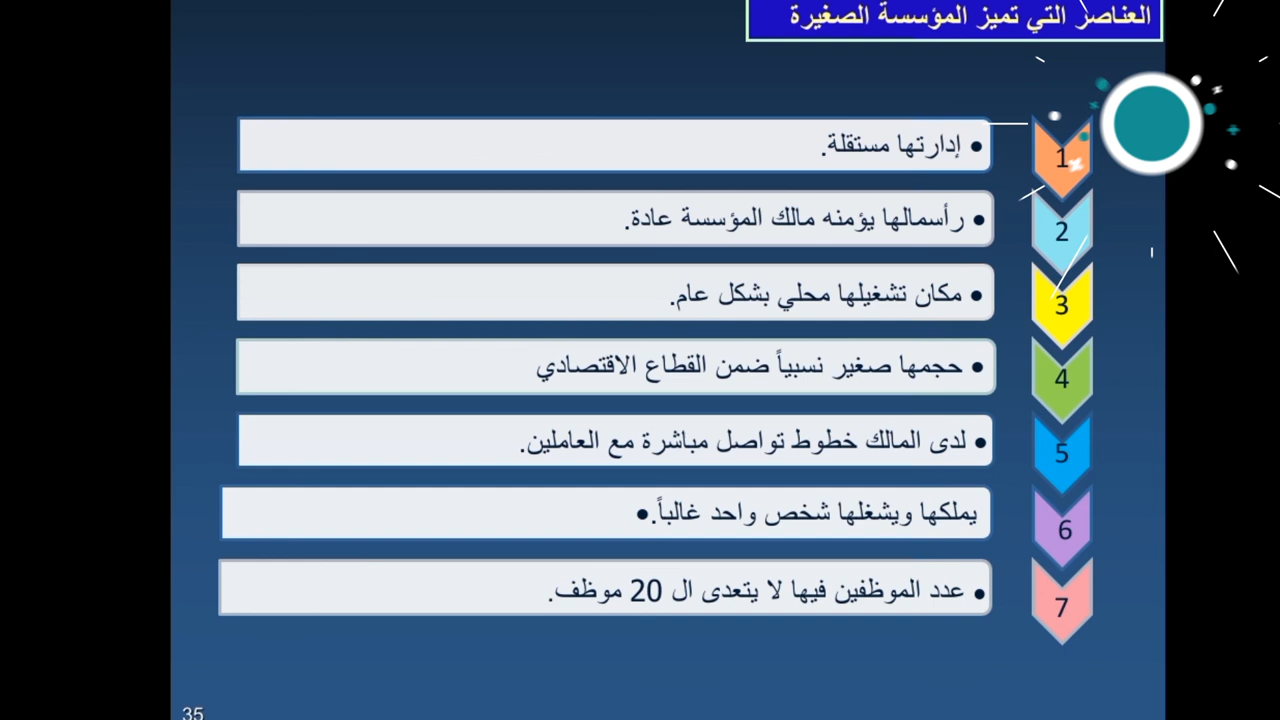 العناصر التي تميز المؤسسة الصغيرة
1
• إدارتها مستقلة.
2
• رأسمالها يؤمنه مالك المؤسسة عادة.
3
• مكان تشغيلها محلي بشكل عام.
4
• حجمها صغير نسبياً ضمن القطاع الاقتصادي
5
• لدى المالك خطوط تواصل مباشرة مع العاملين.
6
يملكها ويشغلها شخص واحد غالباً.•
7
• عدد الموظفين فيها لا يتعدى ال 20 موظف.
35